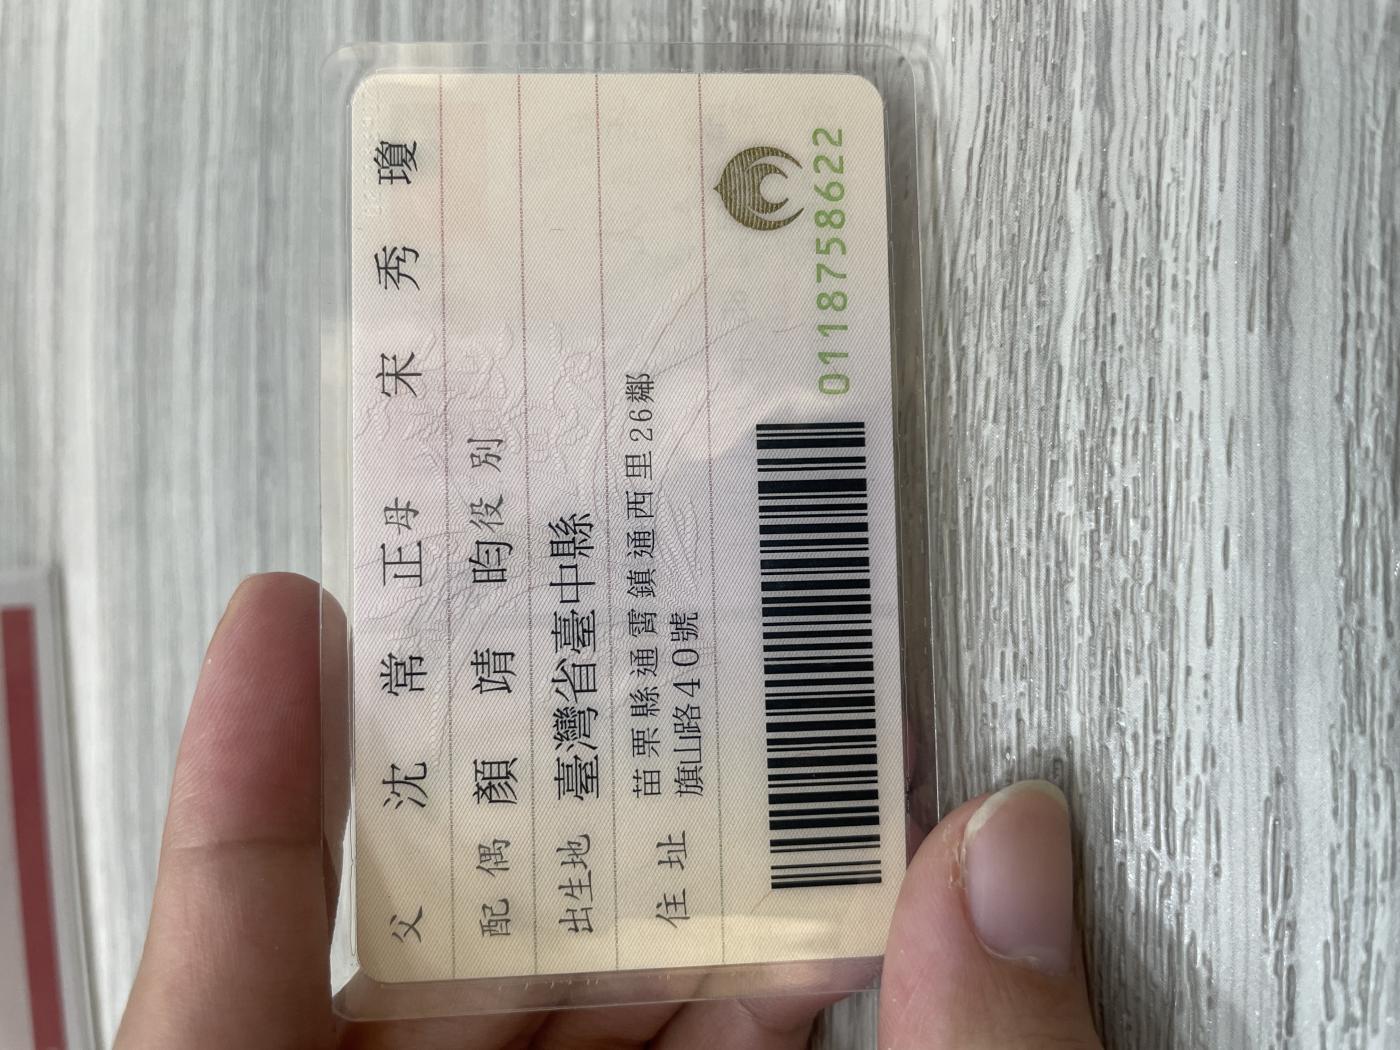 父 沈常正 母 宋秀瓊
配偶 顏靖昀 役別
出生地 臺灣省臺中縣
住址 苗栗縣通霄鎮通西里26鄰
旗山路40號
0118758622